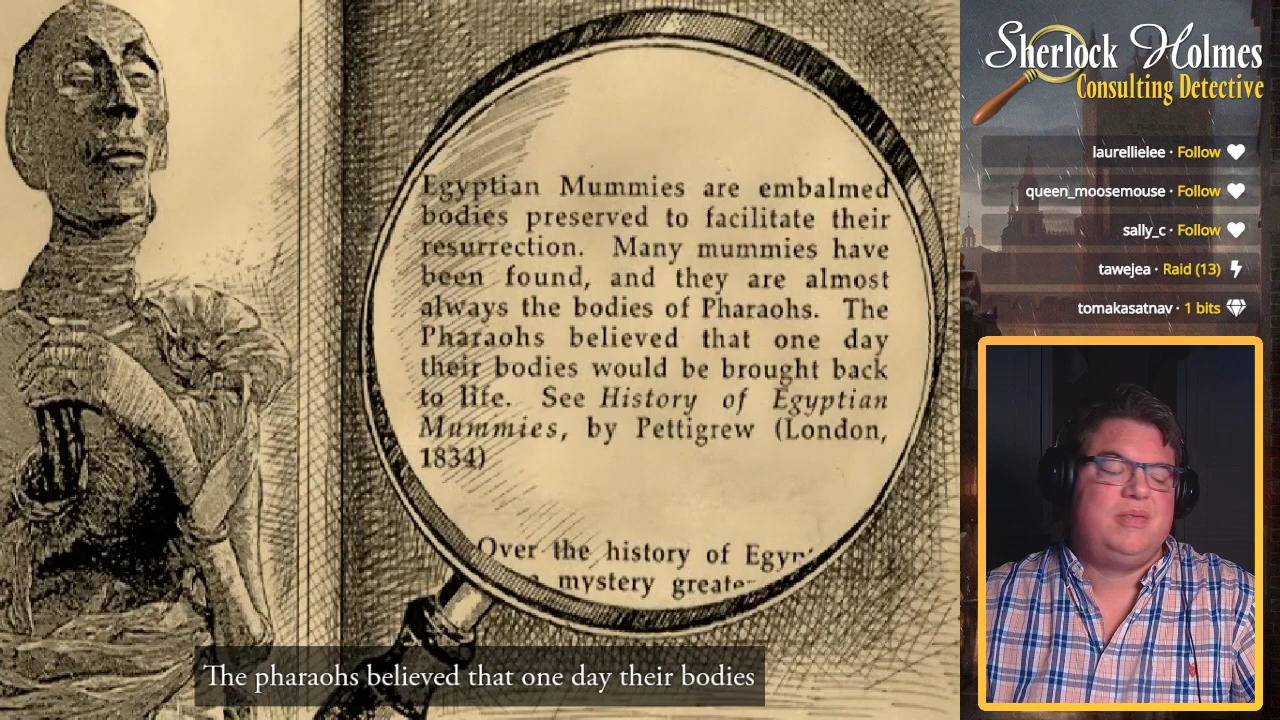 Egyptian Mummies are embalmed
bodies preserved to facilitate their
resurrection. Many mummies have
been found, and they are almost
always the bodies of Pharaohs. The
Pharaohs believed that one day
their bodies would be brought back
to life. See History of Egyptian
Mummies, by Pettigrew (London,
1834)
Over the history of
mystery
The pharaohs believed that one day their bodies
Sherlock Holmes
Consulting Detective
laurellielee · Follow
queen_moosemouse · Follow
sally_c · Follow
tawejea · Raid (13)
tomakasatnav · 1 bits